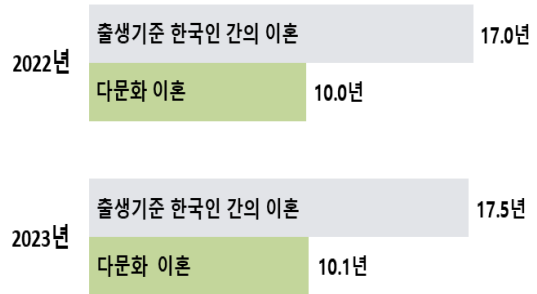 2022년
출생기준 한국인 간의 이혼
17.0년
다문화 이혼
10.0년
2023년
출생기준 한국인 간의 이혼
17.5년
다문화 이혼
10.1년